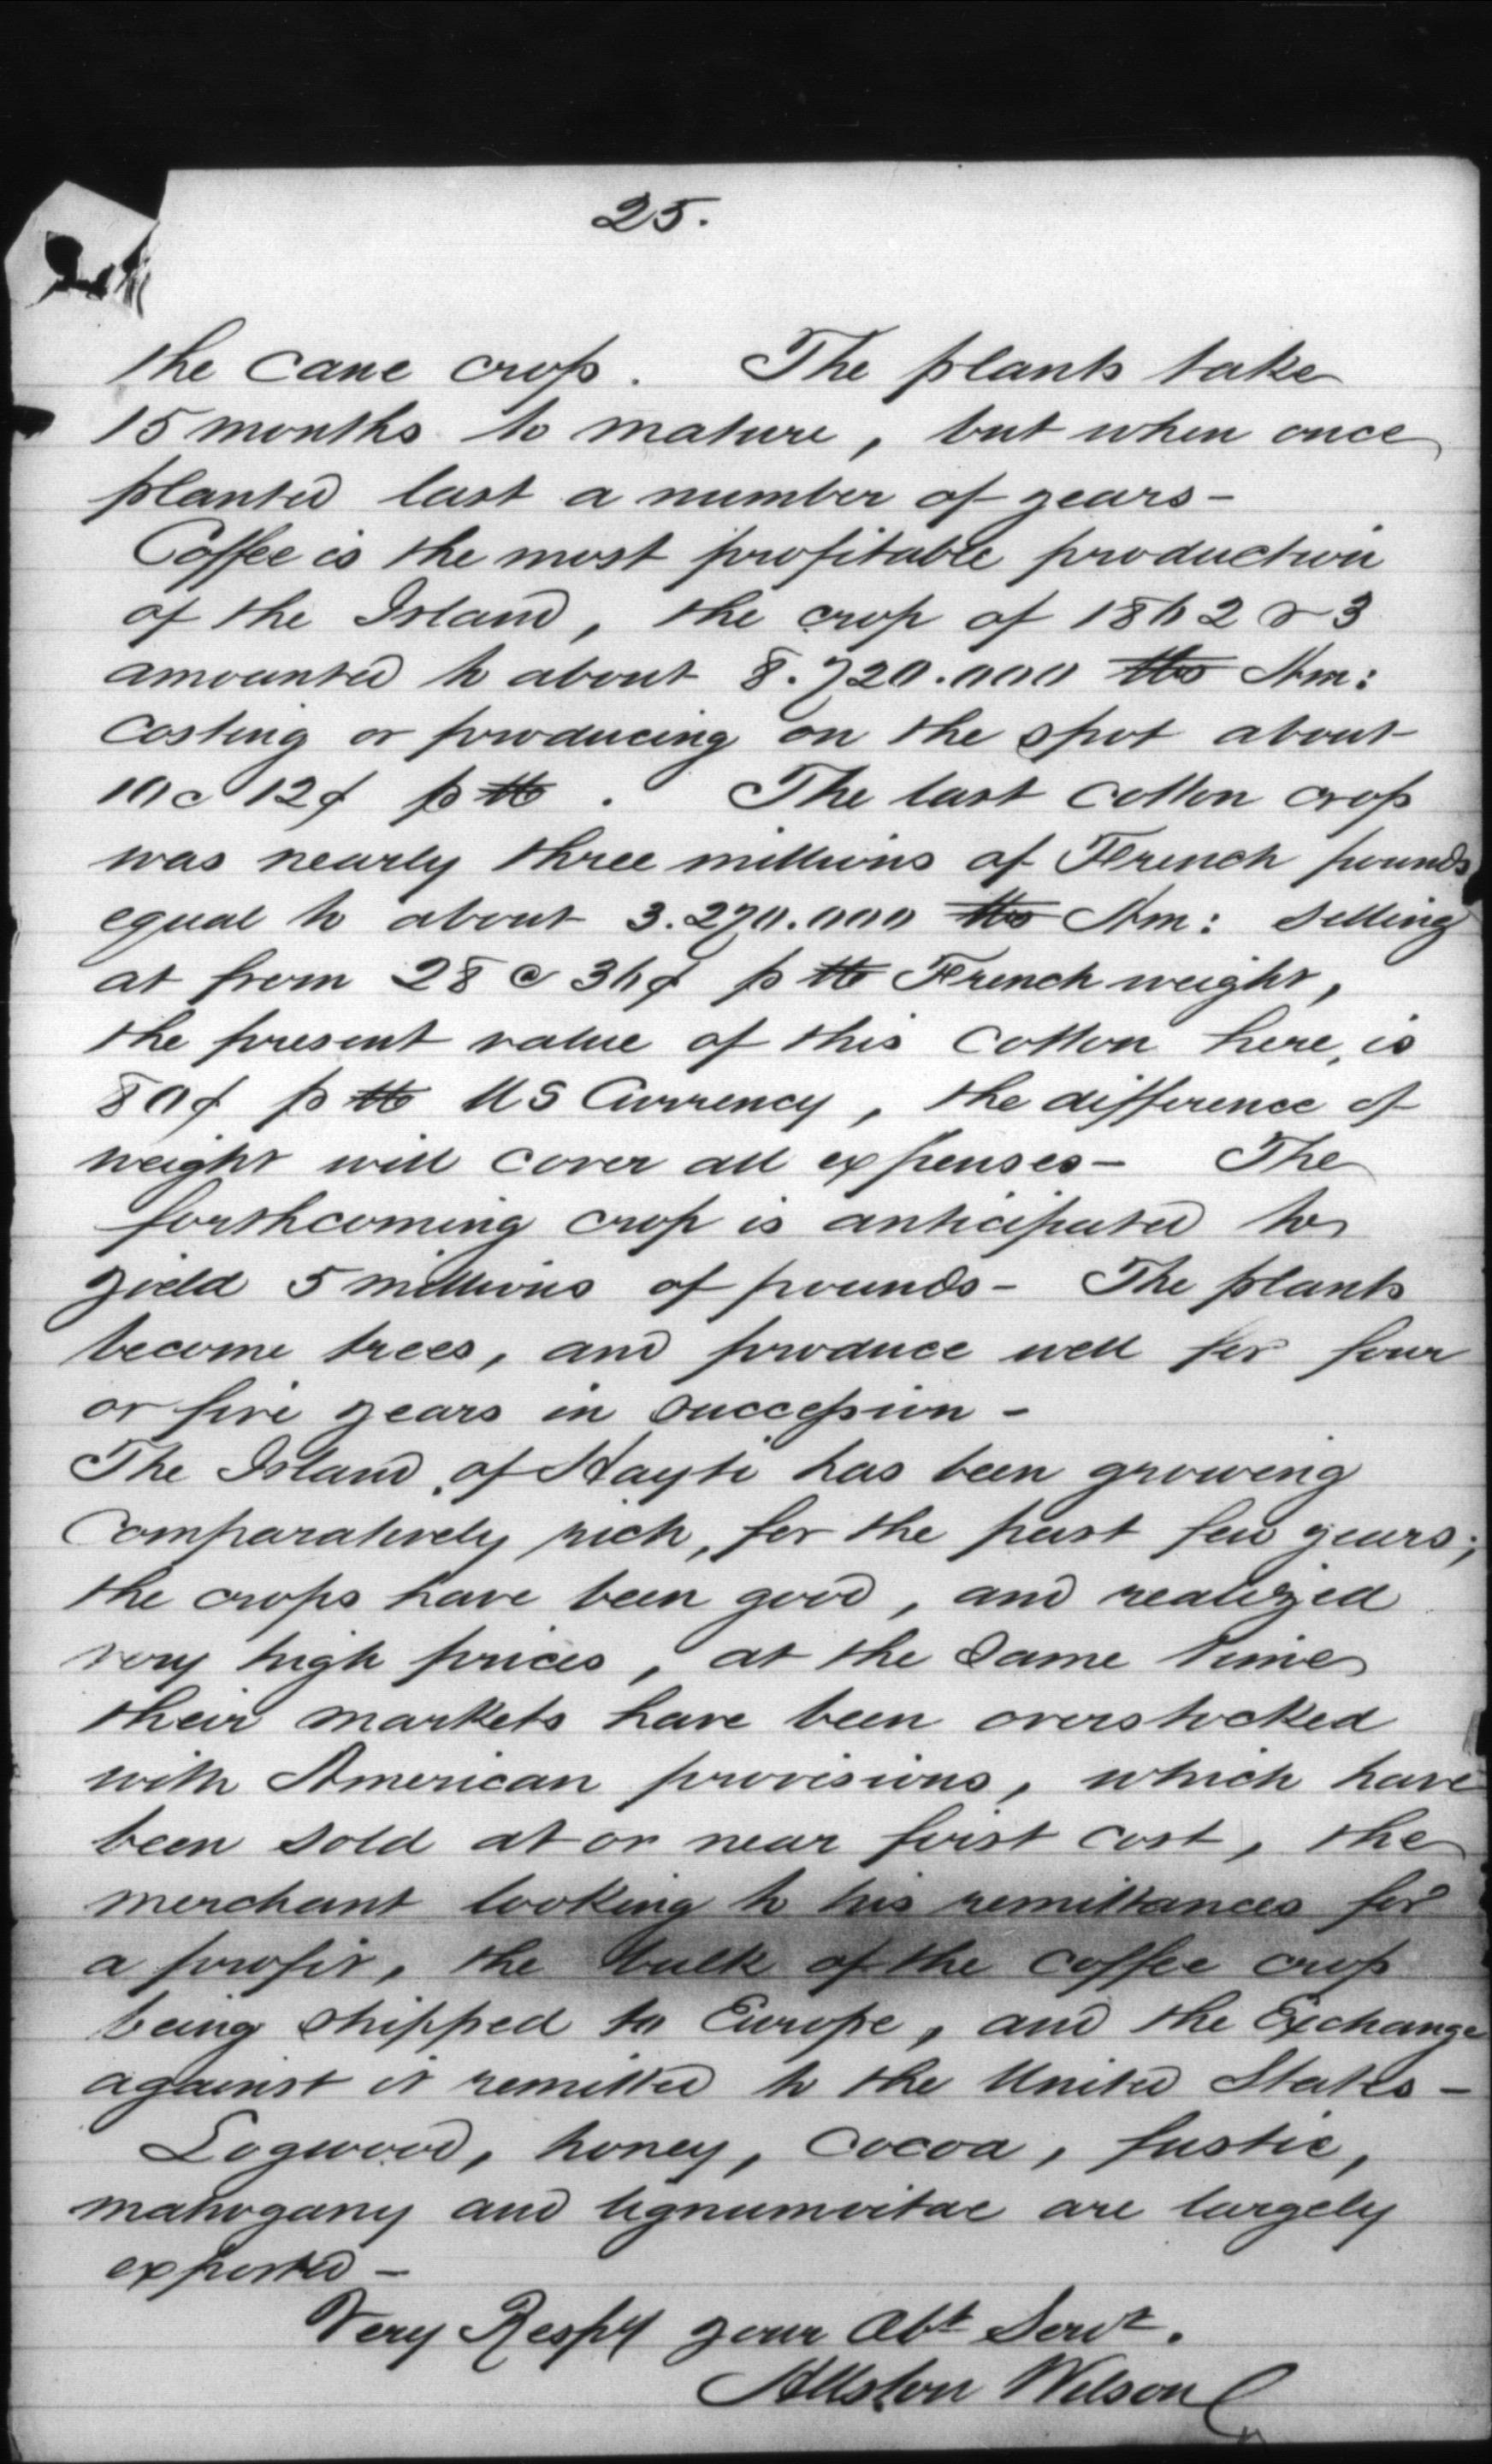 25.
the cane crop. The plants take
15 months to mature, but when once
planted last a number of years -
Coffee is the most profitable production
of the Island, the crop of 1862 & 3
amounted to about 8.720.000 lbs Am:
costing or producing on the spot about
10 c 12¢ p lb. The last cotton crop
was nearly three millions of French pounds
equal to about 3.270.000 lbs Am: selling
at from 28 @ 36¢ p lb French weight,
the present value of this cotton here, is
80¢ p lb US Currency, the difference of
weight will cover all expenses - The
forthcoming crop is anticipated to
yield 5 millions of pounds - The plants
become trees, and produce well for four
or five years in succession -
The Island of Hayti has been growing
comparatively rich, for the past few years;
the crops have been good, and realized
very high prices, at the same time
their markets have been overstocked
with American provisions, which have
been sold at or near first cost, the
merchant looking to his remittances for
a profit, the bulk of the coffee crop
being shipped to Europe, and the Exchange
against it remitted to the United States -
Logwood, honey, Cocoa, fustic,
mahogany and lignumvitae are largely
exported -
Very Respy your Obt Servt.
Allston Wilson